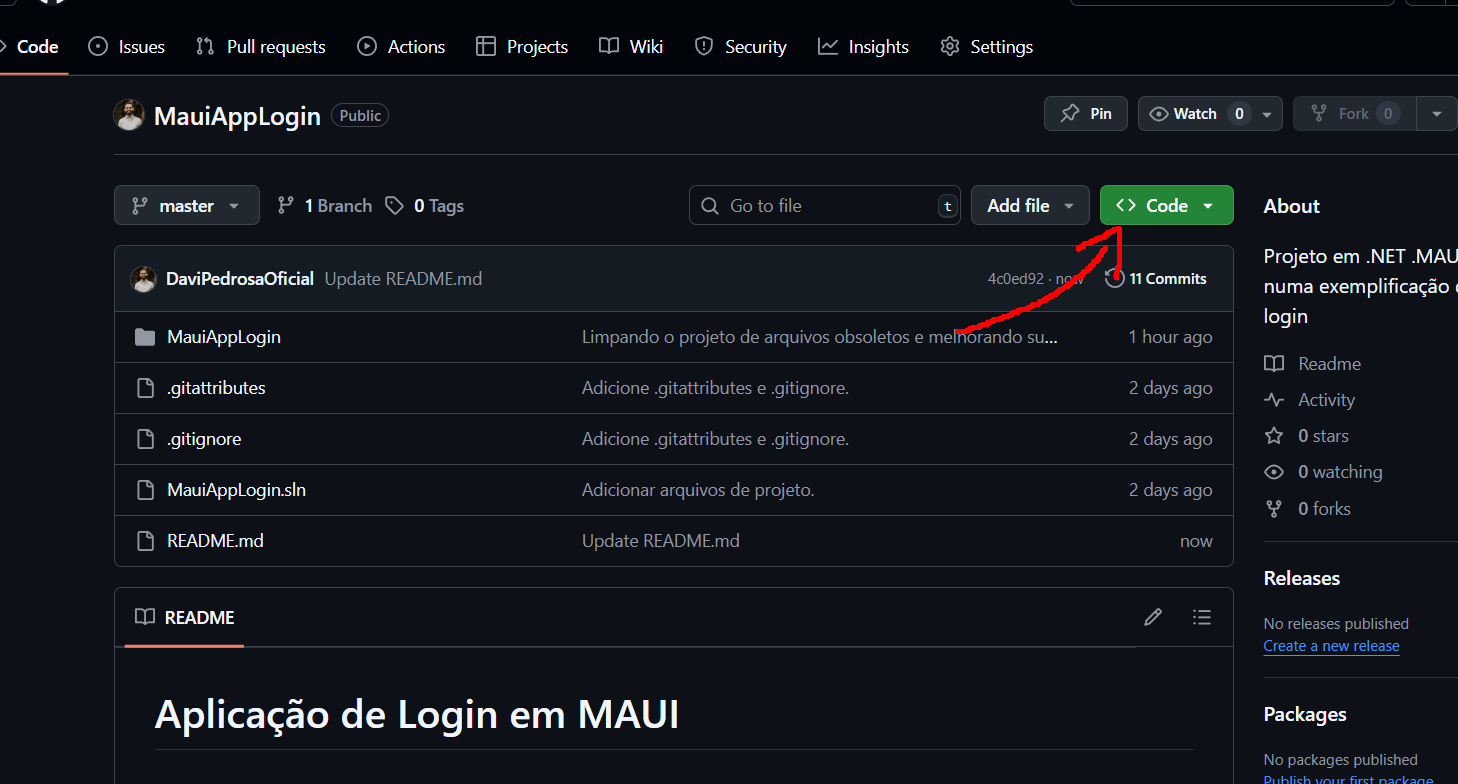 Code Issues Pull requests Actions Projects Wiki Security Insights Settings
MauiAppLogin Public Pin Watch 0 Fork 0
master 1 Branch 0 Tags Go to file t Add file Code
DaviPedrosaOficial Update README.md 4c0ed92 · now 11 Commits
MauiAppLogin Limpando o projeto de arquivos obsoletos e melhorando su... 1 hour ago
.gitattributes Adicione .gitattributes e .gitignore. 2 days ago
.gitignore Adicione .gitattributes e .gitignore. 2 days ago
MauiAppLogin.sln Adicionar arquivos de projeto. 2 days ago
README.md Update README.md now
README
Aplicação de Login em MAUI
About
Projeto em .NET .MAU
numa exemplificação
login
Readme
Activity
0 stars
0 watching
0 forks
Releases
No releases published
Create a new release
Packages
No packages published
Publish your first package